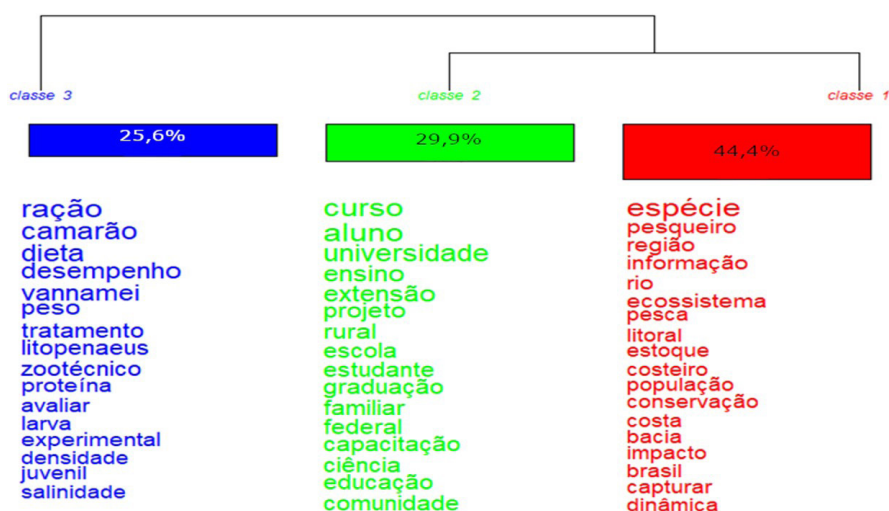 classe 3
classe 2
classe 1
25,6%
29,9%
44,4%
ração
camarão
dieta
desempenho
vannamei
peso
tratamento
litopenaeus
zootécnico
proteína
avaliar
larva
experimental
densidade
juvenil
salinidade
curso
aluno
universidade
ensino
extensão
projeto
rural
escola
estudante
graduação
familiar
federal
capacitação
ciência
educação
comunidade
espécie
pesqueiro
região
informação
rio
ecossistema
pesca
litoral
estoque
costeiro
população
conservação
costa
bacia
impacto
brasil
capturar
dinâmica